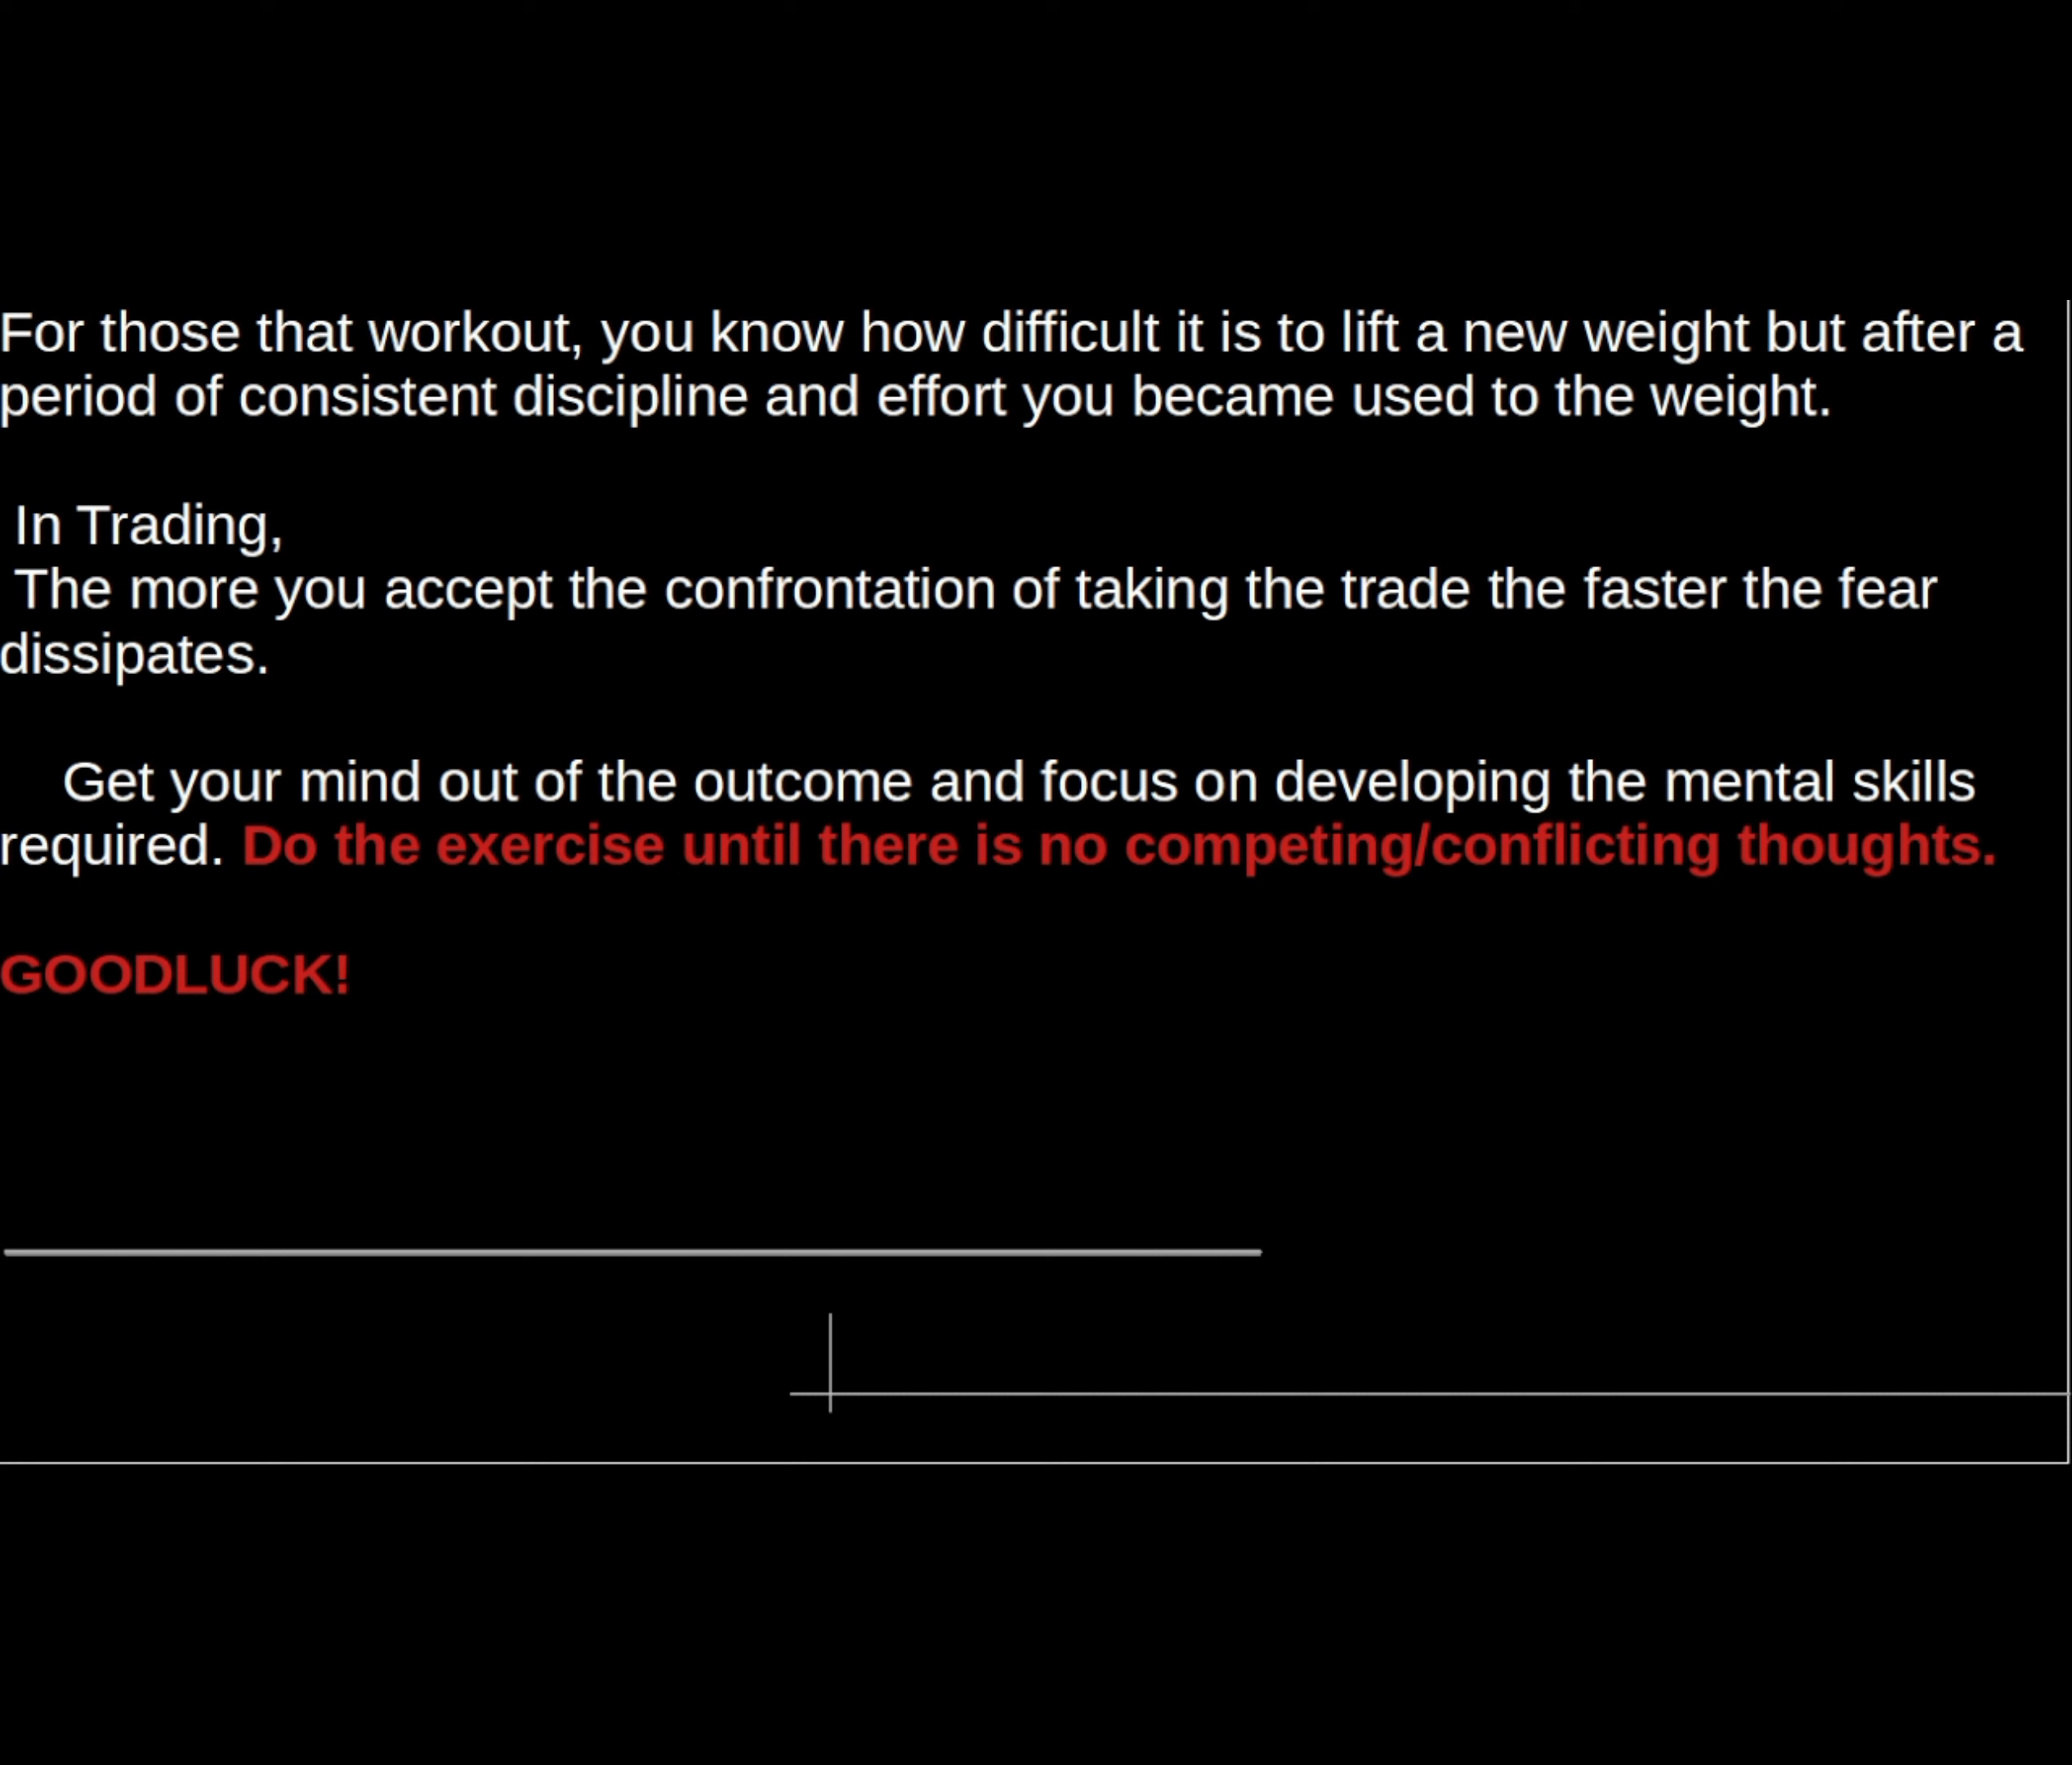 For those that workout, you know how difficult it is to lift a new weight but after a
period of consistent discipline and effort you became used to the weight.
In Trading,
The more you accept the confrontation of taking the trade the faster the fear
dissipates.
Get your mind out of the outcome and focus on developing the mental skills
required. Do the exercise until there is no competing/conflicting thoughts.
GOODLUCK!